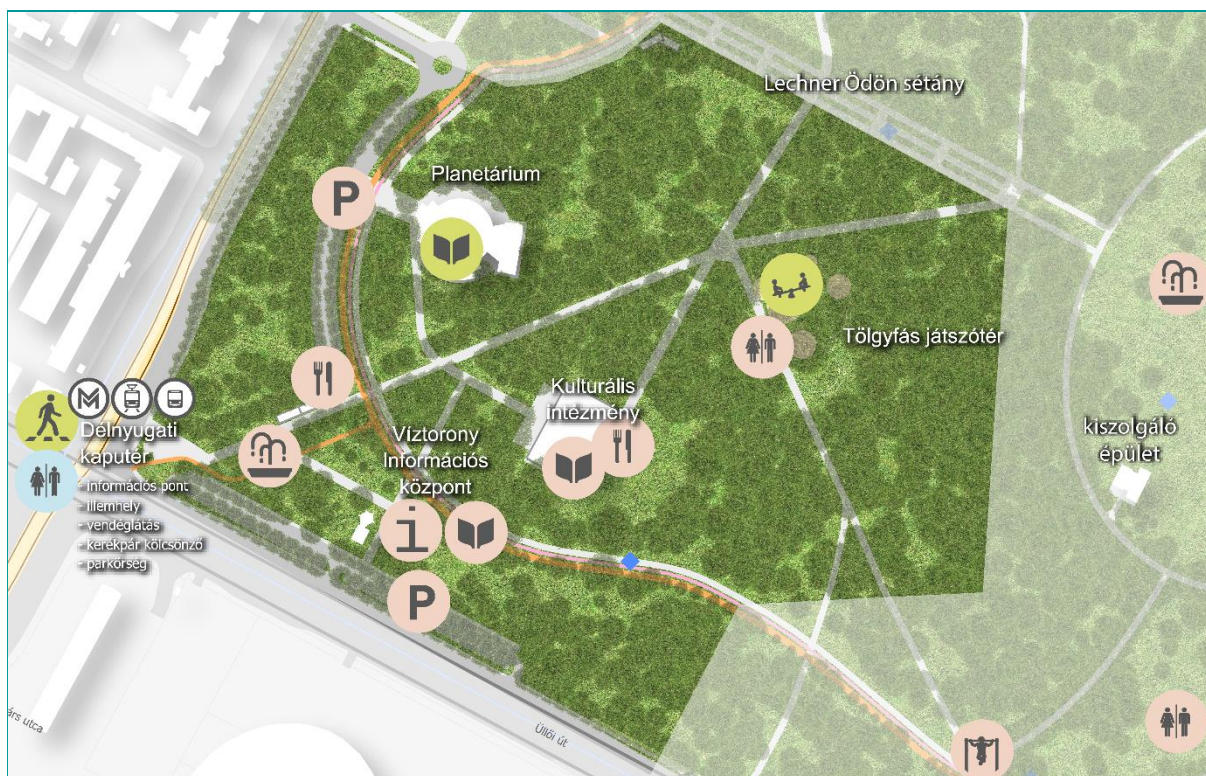 Lechner Ödön sétány
Planetárium
P
Tölgyfás játszótér
Kulturális
intézmény
kiszolgáló
épület
M
Délnyugati
kaputér
- információs pont
- illemhely
- vendéglátás
- kerékpár kölcsönző
- parkőrség
Víztorony
Információs
központ
i
P
Üllői út
utca